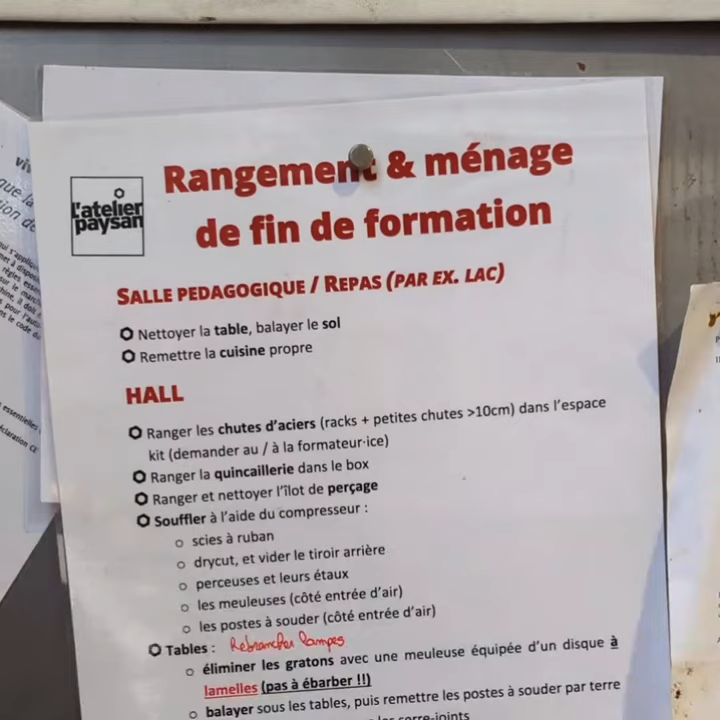 Rangement & ménage
de fin de formation
l'atelier
paysan
SALLE PEDAGOGIQUE / REPAS (PAR EX. LAC)
Nettoyer la table, balayer le sol
Remettre la cuisine propre
HALL
Ranger les chutes d'aciers (racks + petites chutes >10cm) dans l'espace
kit (demander au / à la formateur·ice)
Ranger la quincaillerie dans le box
Ranger et nettoyer l'îlot de perçage
Souffler à l'aide du compresseur :
scies à ruban
drycut, et vider le tiroir arrière
perceuses et leurs étaux
les meuleuses (côté entrée d'air)
les postes à souder (côté entrée d'air)
Tables : Rebrancher lampes
éliminer les gratons avec une meuleuse équipée d'un disque à
lamelles (pas à ébarber !!)
balayer sous les tables, puis remettre les postes à souder par terre
serre-joints